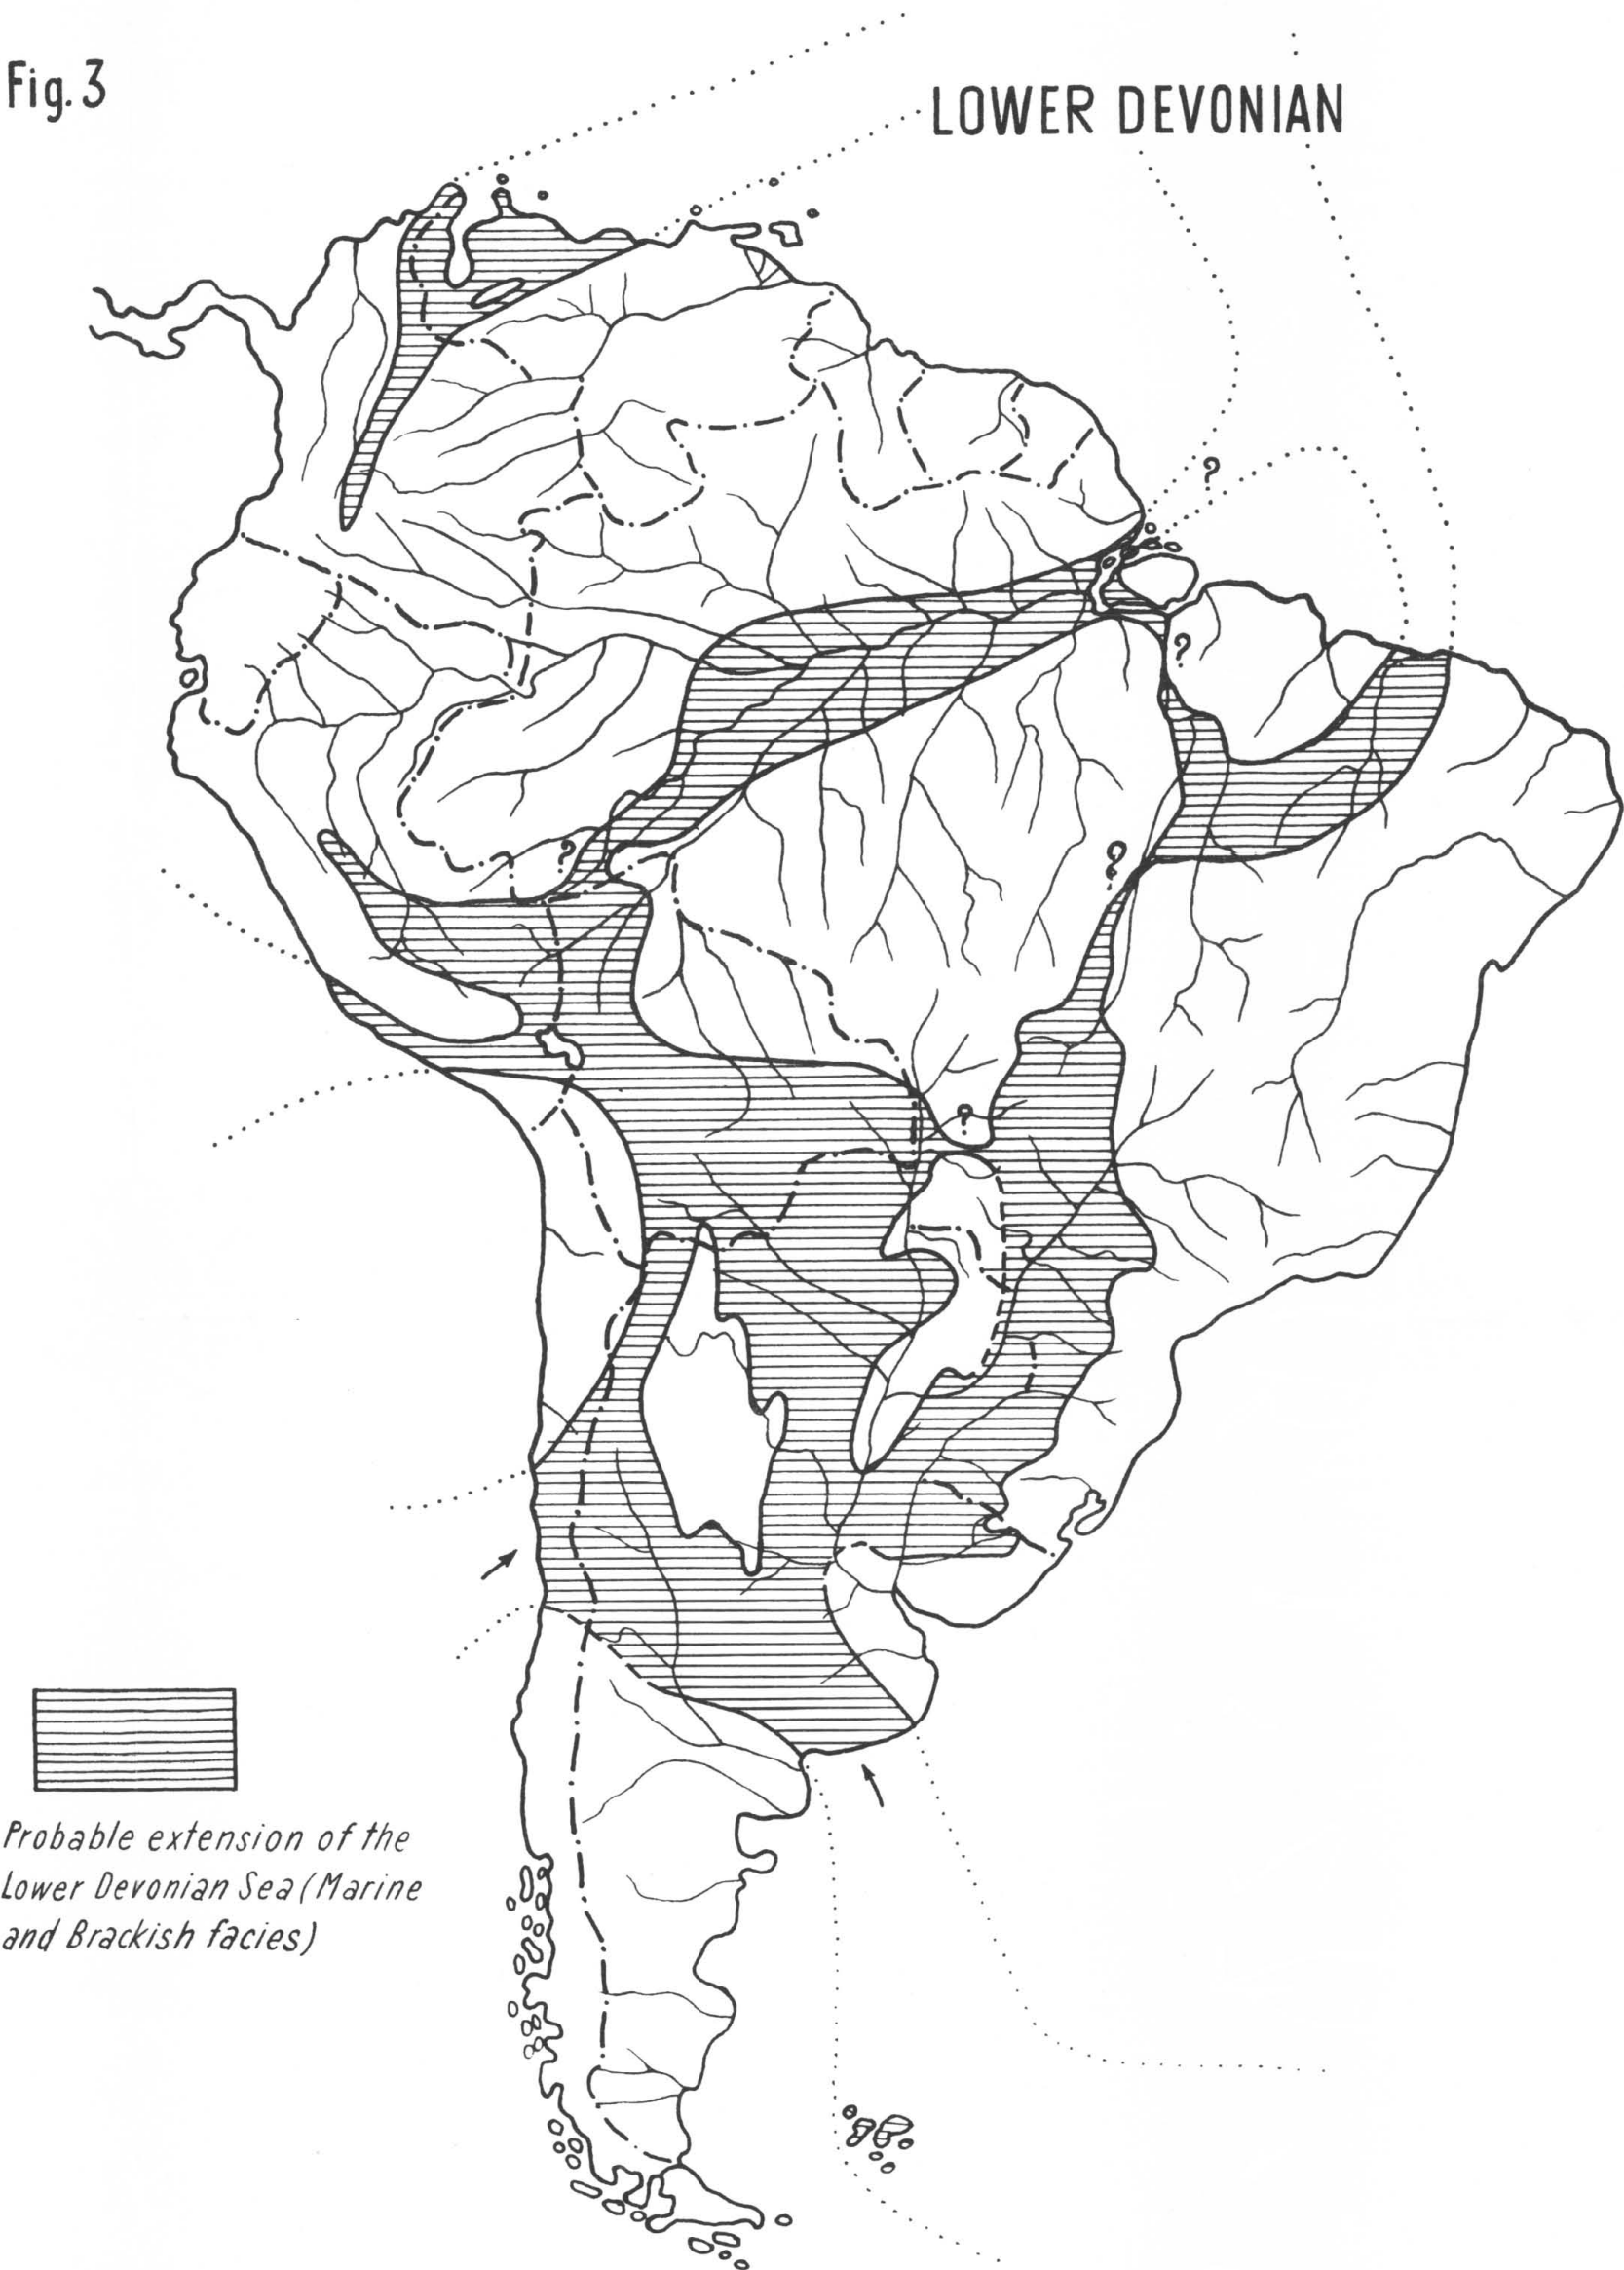 Fig. 3
LOWER DEVONIAN
?
?
?
?
?
Probable extension of the
Lower Devonian Sea (Marine
and Brackish facies)